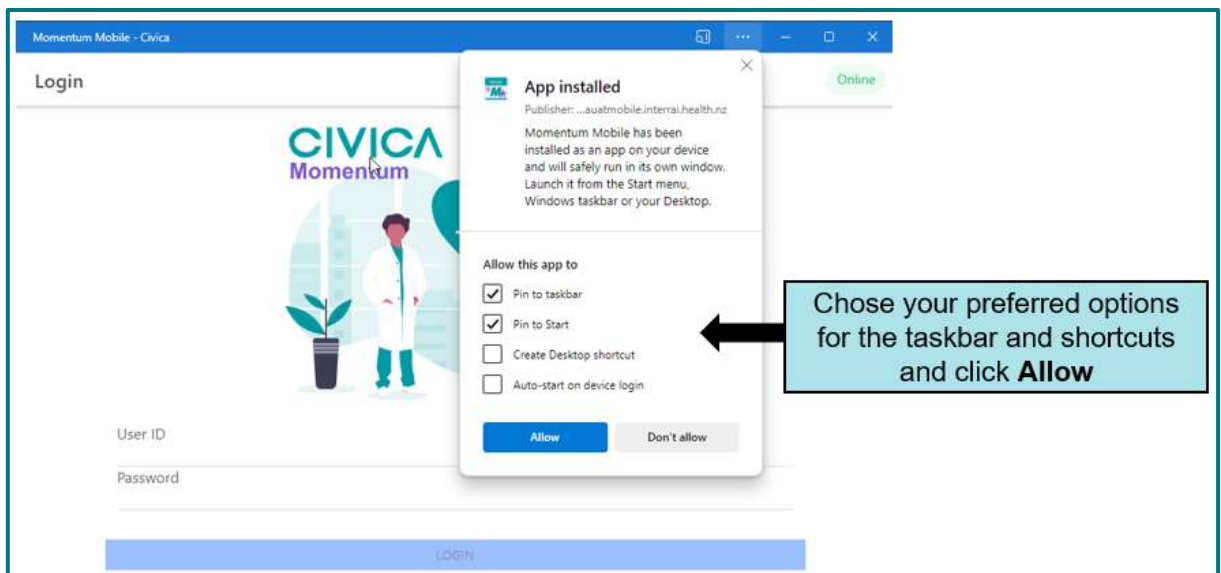 Momentum Mobile - Civica
Login
Online
CIVICA
Momentum
App installed
Publisher: ...auatmobile.interrai.health.nz
Momentum Mobile has been
installed as an app on your device
and will safely run in its own window.
Launch it from the Start menu,
Windows taskbar or your Desktop.
Allow this app to
Pin to taskbar
Pin to Start
Create Desktop shortcut
Auto-start on device login
Allow Don't allow
Chose your preferred options
for the taskbar and shortcuts
and click Allow
User ID
Password
LOGIN